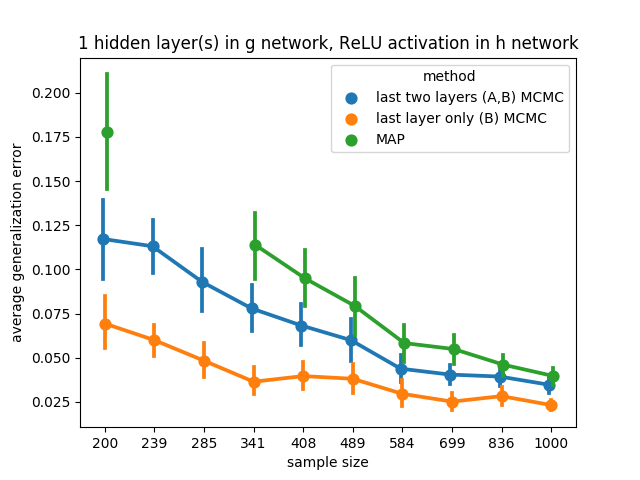 1 hidden layer(s) in g network, ReLU activation in h network
method
last two layers (A,B) MCMC
last layer only (B) MCMC
MAP
average generalization error
0.200
0.175
0.150
0.125
0.100
0.075
0.050
0.025
200 239 285 341 408 489 584 699 836 1000
sample size